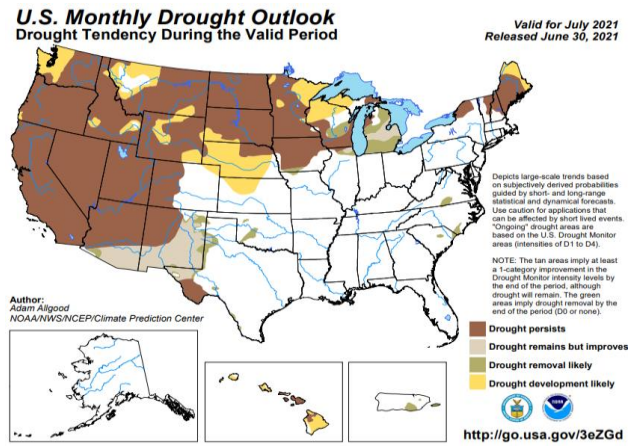 U.S. Monthly Drought Outlook
Drought Tendency During the Valid Period
Valid for July 2021
Released June 30, 2021
Depicts large-scale trends based
on subjectively derived probabilities
guided by short- and long-range
statistical and dynamical forecasts.
Use caution for applications that
can be affected by short lived events.
"Ongoing" drought areas are
based on the U.S. Drought Monitor
areas (intensities of D1 to D4).
NOTE: The tan areas imply at least
a 1-category improvement in the
Drought Monitor intensity levels by
the end of the period, although
drought will remain. The green
areas imply drought removal by the
end of the period (D0 or none).
Author:
Adam Allgood
NOAA/NWS/NCEP/Climate Prediction Center
Drought persists
Drought remains but improves
Drought removal likely
Drought development likely
http://go.usa.gov/3eZGd